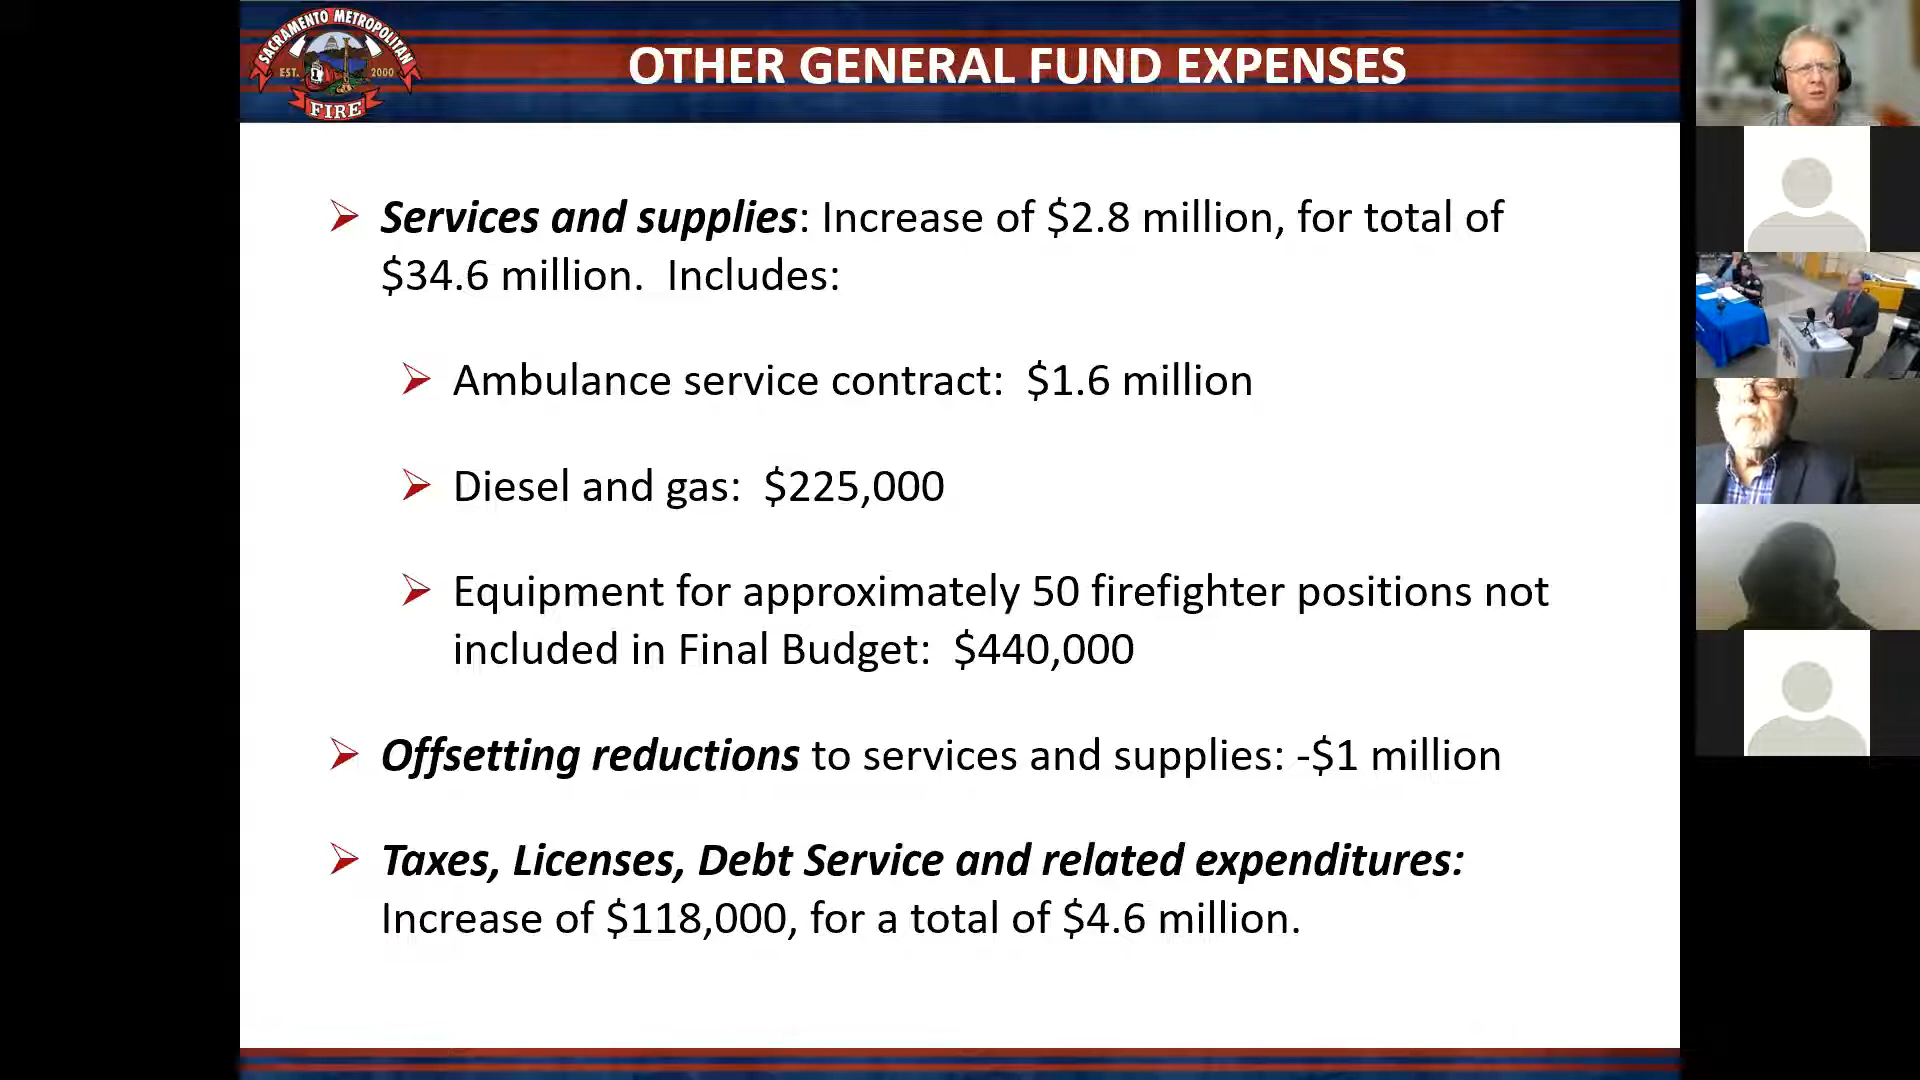 SACRAMENTO METROPOLITAN
EST. 2000
FIRE
OTHER GENERAL FUND EXPENSES
Services and supplies: Increase of $2.8 million, for total of
$34.6 million. Includes:
Ambulance service contract: $1.6 million
Diesel and gas: $225,000
Equipment for approximately 50 firefighter positions not
included in Final Budget: $440,000
Offsetting reductions to services and supplies: -$1 million
Taxes, Licenses, Debt Service and related expenditures:
Increase of $118,000, for a total of $4.6 million.